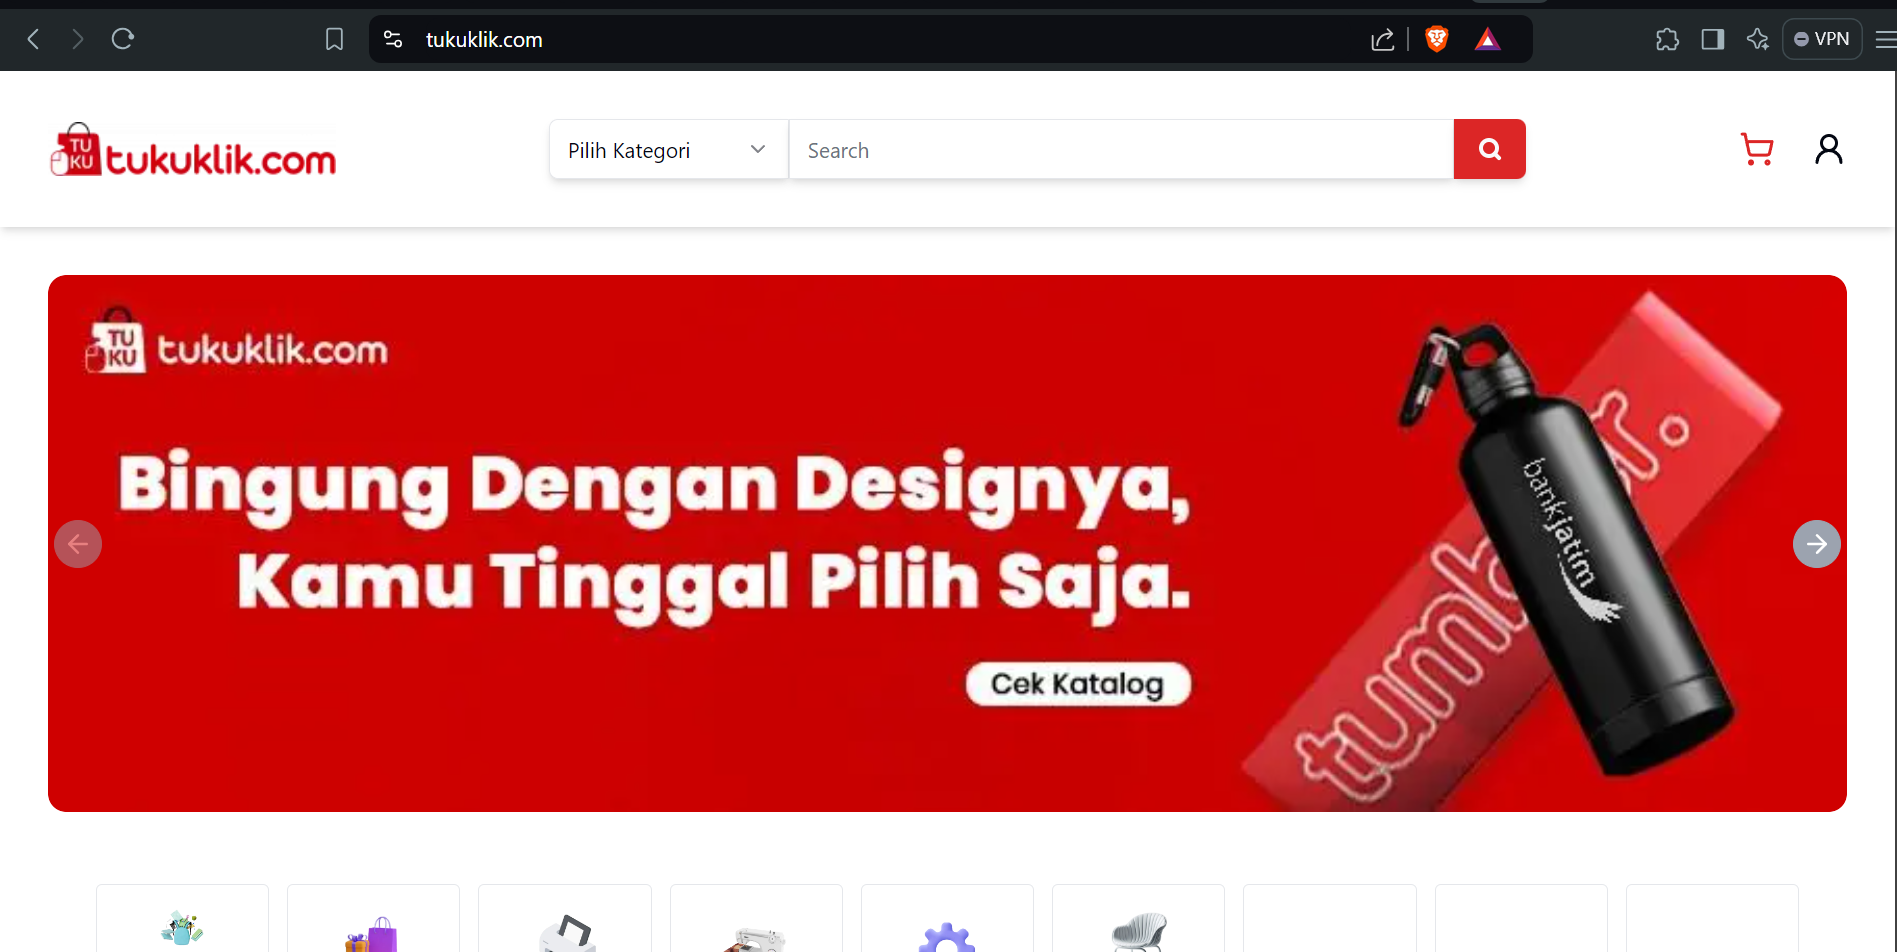 tukuklik.com
VPN
TU
KU
tukuklik.com
Pilih Kategori
Search
TU
KU
tukuklik.com
Bingung Dengan Designya,
Kamu Tinggal Pilih Saja.
Cek Katalog
bankjatim